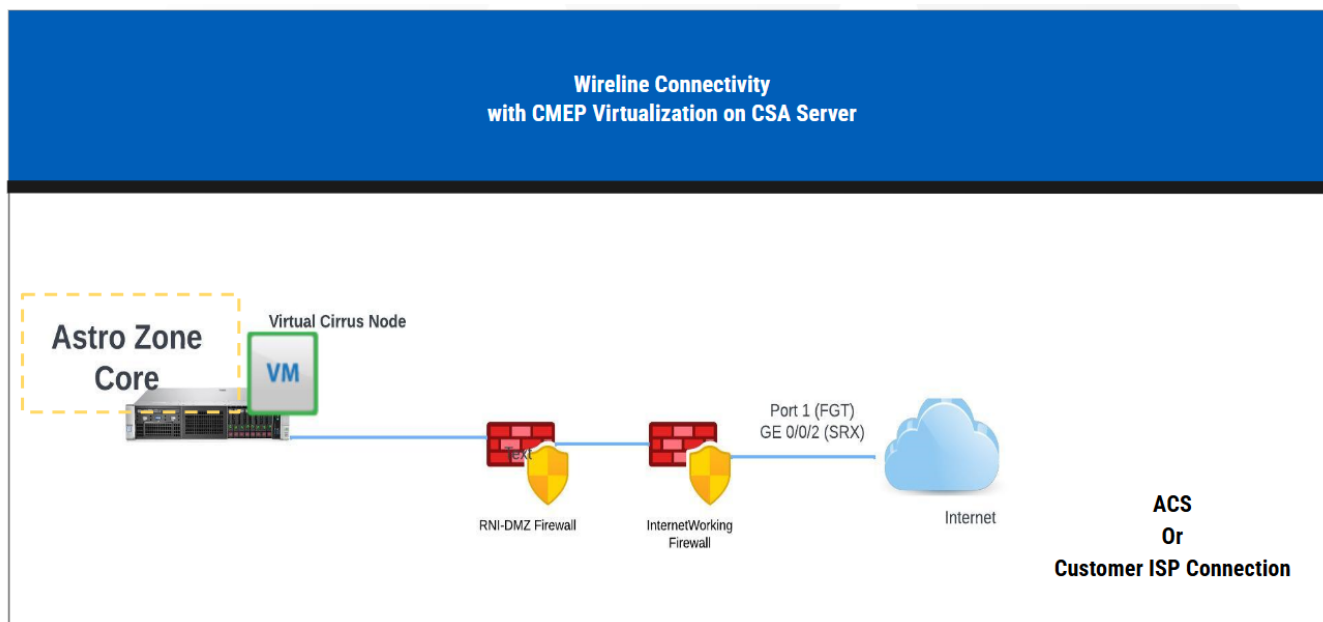 Wireline Connectivity
with CMEP Virtualization on CSA Server
Astro Zone
Core
Virtual Cirrus Node
VM
Text
RNI-DMZ Firewall
InternetWorking
Firewall
Port 1 (FGT)
GE 0/0/2 (SRX)
Internet
ACS
Or
Customer ISP Connection